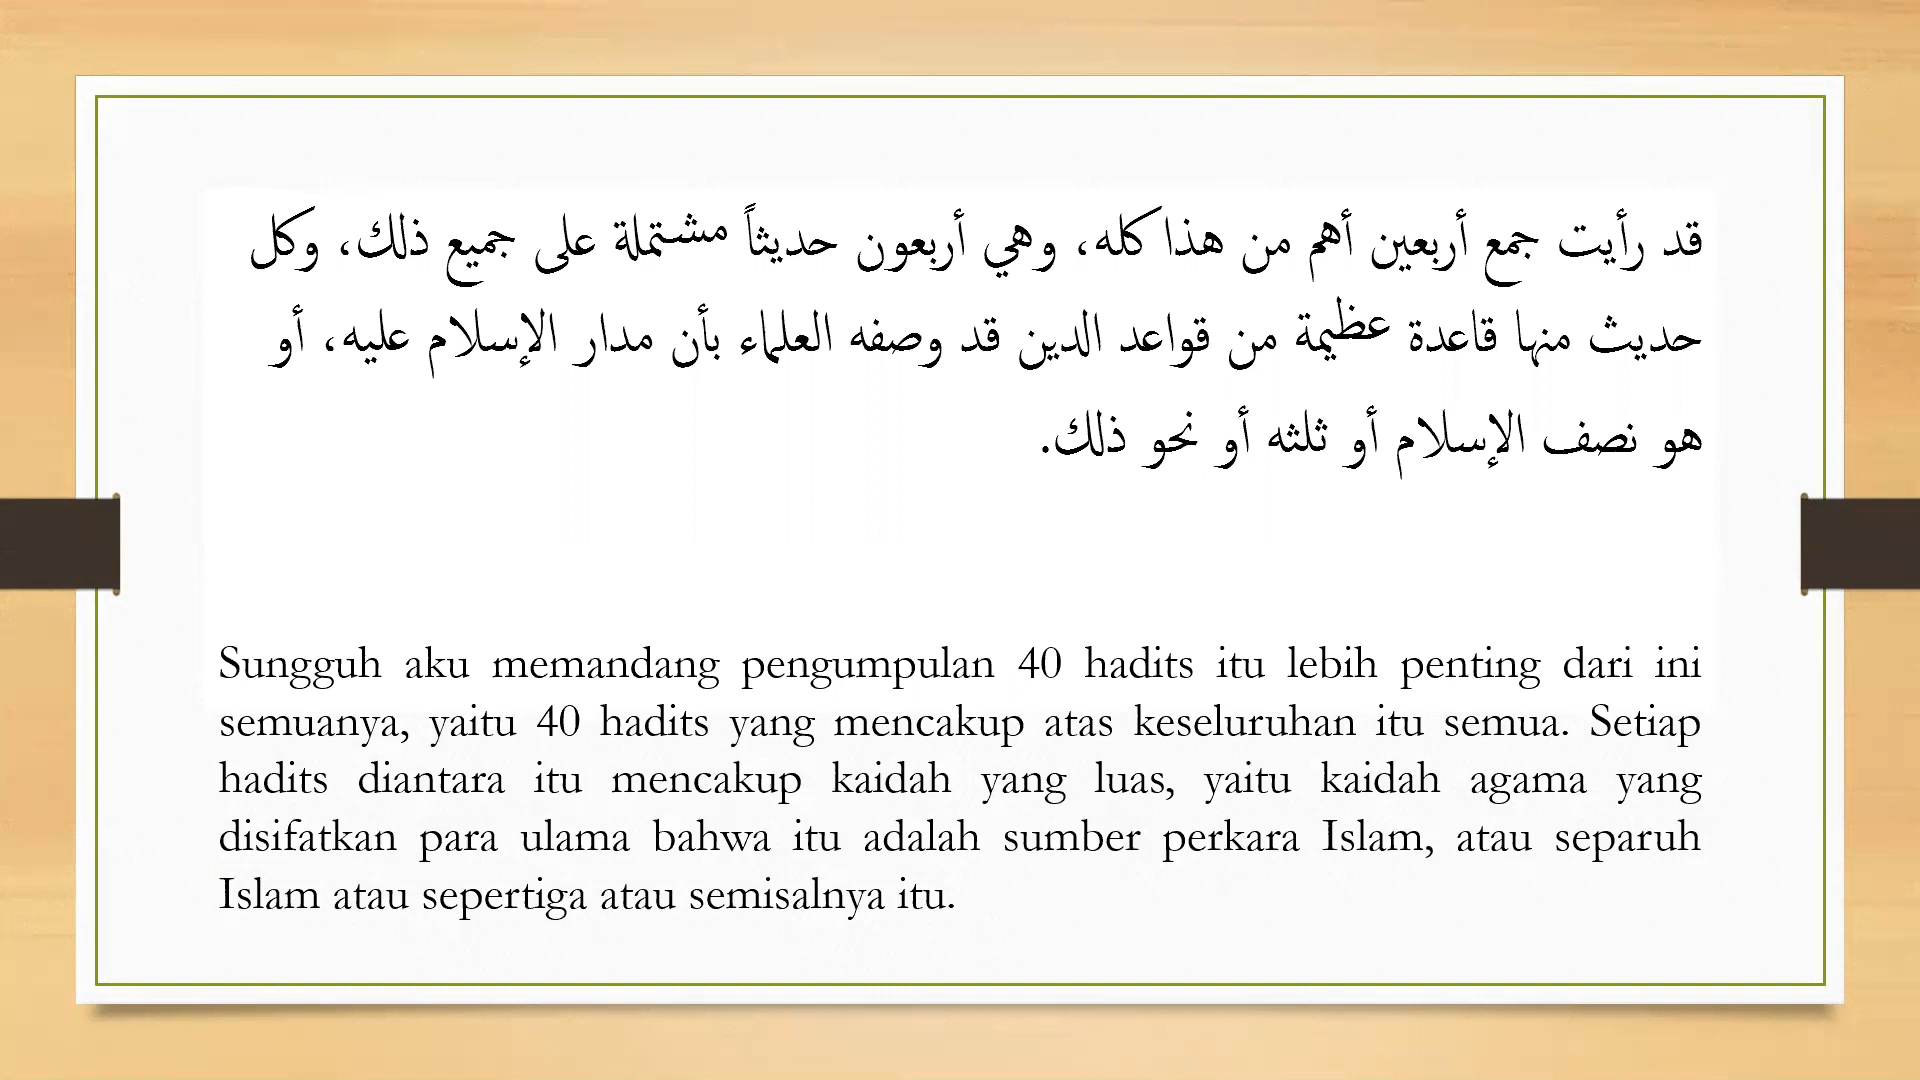 قد رأيت جمع أربعين أهم من هذا كله، وهي أربعون حديثاً مشتملة على جميع ذلك، وكل
حديث منها قاعدة عظيمة من قواعد الدين قد وصفه العلماء بأن مدار الإسلام عليه، أو
هو نصف الإسلام أو ثلثه أو نحو ذلك.
Sungguh aku memandang pengumpulan 40 hadits itu lebih penting dari ini
semuanya, yaitu 40 hadits yang mencakup atas keseluruhan itu semua. Setiap
hadits diantara itu mencakup kaidah yang luas, yaitu kaidah agama yang
disifatkan para ulama bahwa itu adalah sumber perkara Islam, atau separuh
Islam atau sepertiga atau semisalnya itu.